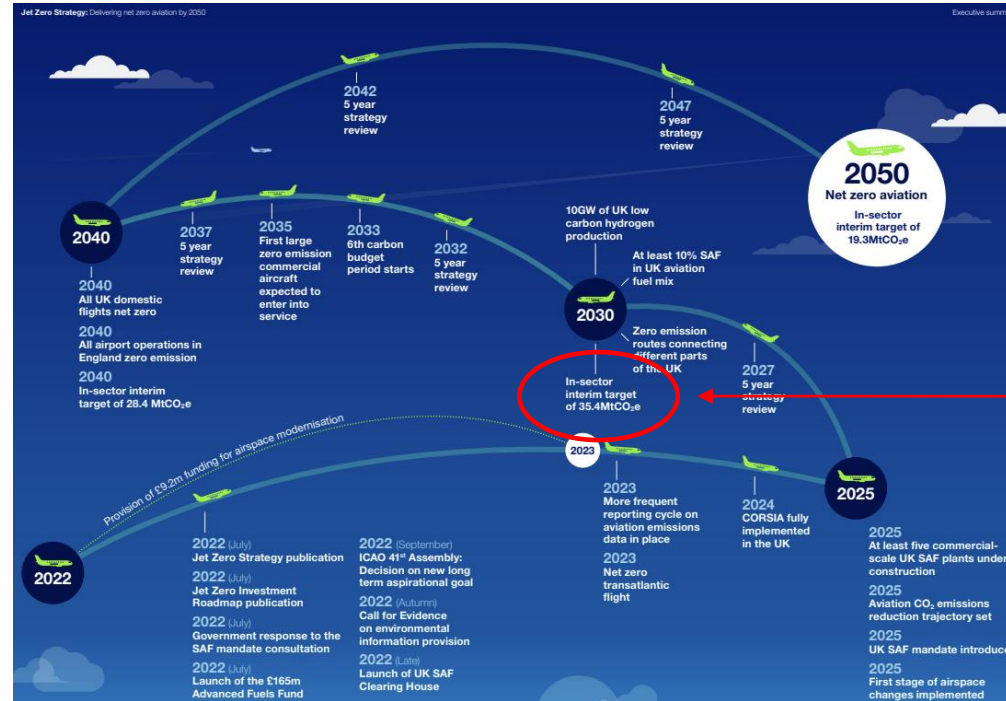 Jet Zero Strategy: Delivering net zero aviation by 2050
Executive summ
2042
5 year
strategy
review
2047
5 year
strategy
review
2050
Net zero aviation
In-sector
interim target of
19.3MtCO₂e
2040
2040
All UK domestic
flights net zero
2040
All airport operations in
England zero emission
2040
In-sector interim
target of 28.4 MtCO₂e
2037
5 year
strategy
review
2035
First large
zero emission
commercial
aircraft
expected to
enter into
service
2033
6th carbon
budget
period starts
2032
5 year
strategy
review
2030
10GW of UK low
carbon hydrogen
production
At least 10% SAF
in UK aviation
fuel mix
Zero emission
routes connecting
different parts
of the UK
In-sector
interim target
of 35.4MtCO₂e
2027
5 year
strategy
review
Provision of £9.2m funding for airspace modernisation
2022
2022 (July)
Jet Zero Strategy publication
2022 (July)
Jet Zero Investment
Roadmap publication
2022 (July)
Government response to the
SAF mandate consultation
2022 (July)
Launch of the £165m
Advanced Fuels Fund
2022 (September)
ICAO 41st Assembly:
Decision on new long
term aspirational goal
2022 (Autumn)
Call for Evidence
on environmental
information provision
2022 (Late)
Launch of UK SAF
Clearing House
2023
2023
More frequent
reporting cycle on
aviation emissions
data in place
2023
Net zero
transatlantic
flight
2024
CORSIA fully
implemented
in the UK
2025
2025
At least five commercial-
scale UK SAF plants under
construction
2025
Aviation CO₂ emissions
reduction trajectory set
2025
UK SAF mandate introduce
2025
First stage of airspace
changes implemented